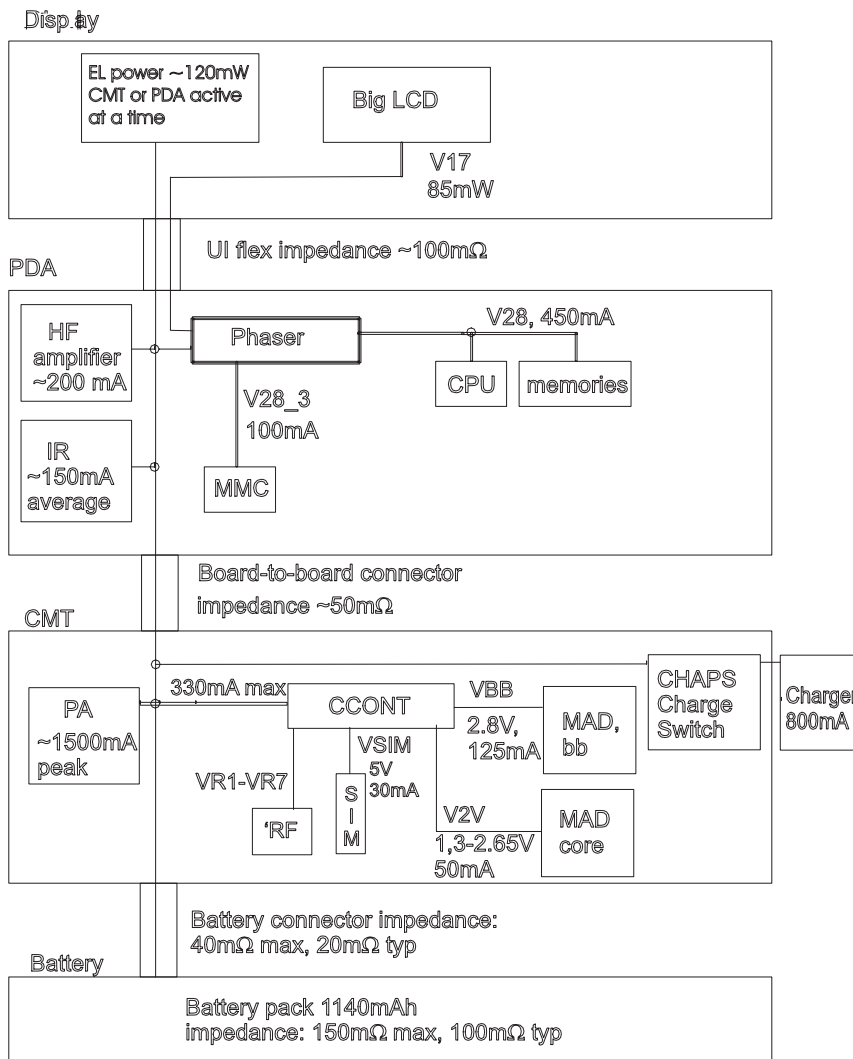 Display
EL power ~120mW
CMT or PDA active
at a time
Big LCD
V17
85mW
UI flex impedance ~100mΩ
PDA
HF
amplifier
~200 mA
Phaser
V28, 450mA
CPU
memories
V28_3
100mA
IR
~150mA
average
MMC
Board-to-board connector
impedance ~50mΩ
CMT
330mA max
PA
~1500mA
peak
CCONT
VBB
2.8V,
125mA
MAD,
bb
CHAPS
Charge
Switch
Charger
800mA
VR1-VR7
VSIM
5V
30mA
'RF
S
I
M
V2V
1,3-2.65V
50mA
MAD
core
Battery connector impedance:
40mΩ max, 20mΩ typ
Battery
Battery pack 1140mAh
impedance: 150mΩ max, 100mΩ typ